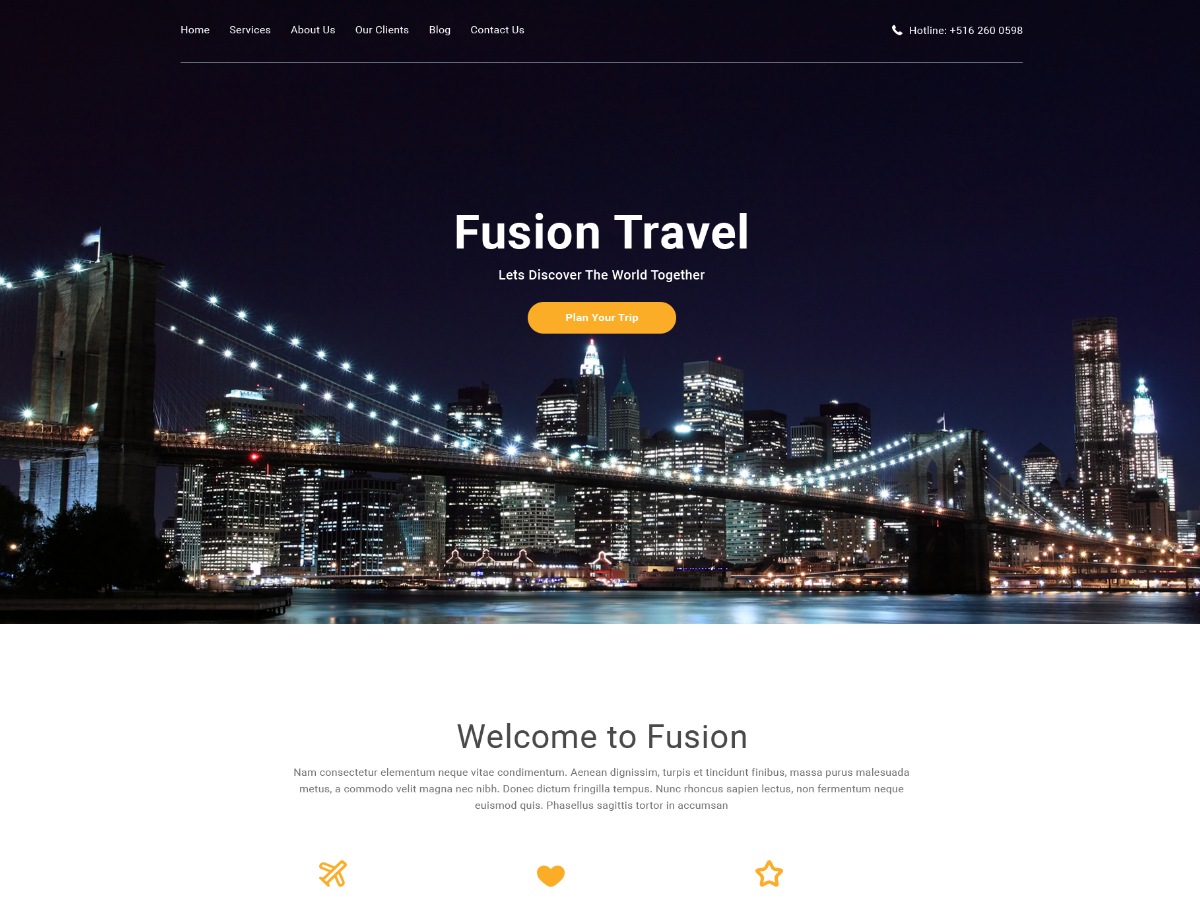 Home Services About Us Our Clients Blog Contact Us Hotline: +516 260 0598
Fusion Travel
Lets Discover The World Together
Plan Your Trip
Welcome to Fusion
Nam consectetur elementum neque vitae condimentum. Aenean dignissim, turpis et tincidunt finibus, massa purus malesuada
metus, a commodo velit magna nec nibh. Donec dictum fringilla tempus. Nunc rhoncus sapien lectus, non fermentum neque
euismod quis. Phasellus sagittis tortor in accumsan